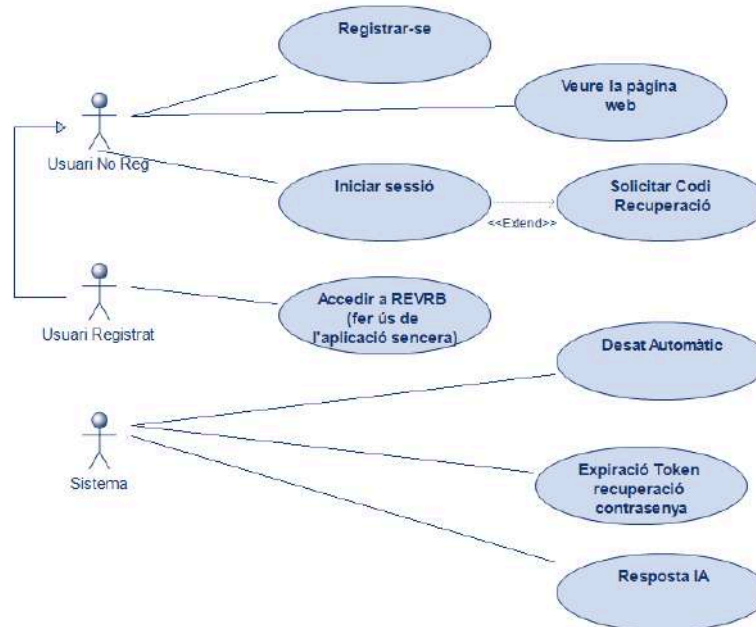 Registrar-se
Veure la pàgina
web
Usuari No Reg
Iniciar sessió
<<Extend>>
Solicitar Codi
Recuperació
Usuari Registrat
Accedir a REVRB
(fer ús de
l'aplicació sencera)
Desat Automàtic
Sistema
Expiració Token
recuperació
contrasenya
Resposta IA